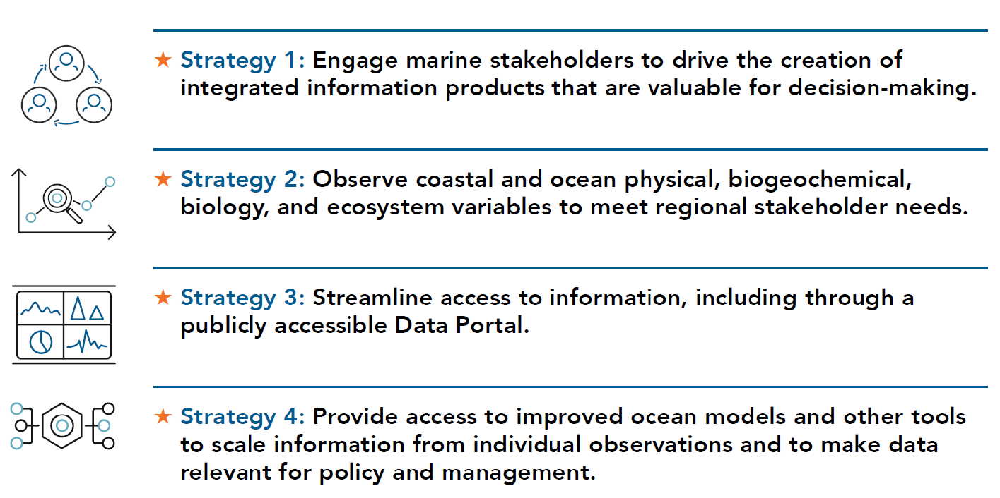 ★ Strategy 1: Engage marine stakeholders to drive the creation of
integrated information products that are valuable for decision-making.
★ Strategy 2: Observe coastal and ocean physical, biogeochemical,
biology, and ecosystem variables to meet regional stakeholder needs.
★ Strategy 3: Streamline access to information, including through a
publicly accessible Data Portal.
★ Strategy 4: Provide access to improved ocean models and other tools
to scale information from individual observations and to make data
relevant for policy and management.